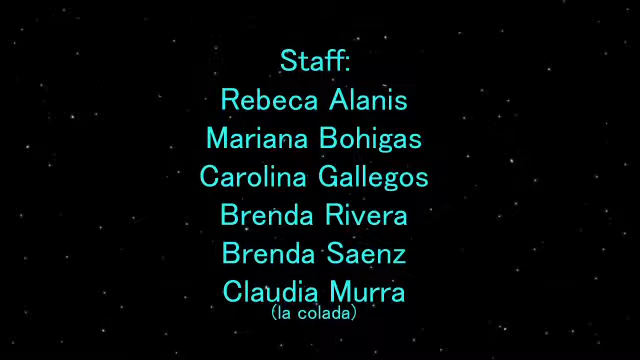 Staff:
Rebeca Alanis
Mariana Bohigas
Carolina Gallegos
Brenda Rivera
Brenda Saenz
Claudia Murra
(la colada)